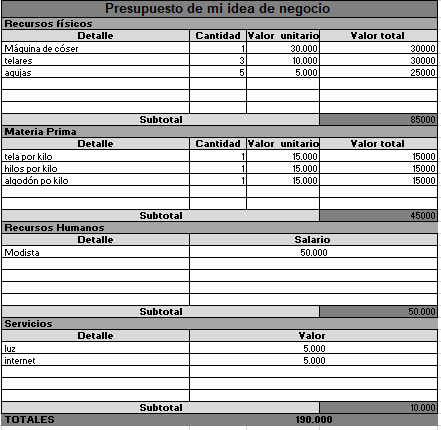 Presupuesto de mi idea de negocio
Recursos físicos
Detalle Cantidad Valor unitario Valor total
Máquina de cóser 1 30.000 30000
telares 3 10.000 30000
agujas 5 5.000 25000
Subtotal 85000
Materia Prima
Detalle Cantidad Valor unitario Valor total
tela por kilo 1 15.000 15000
hilos por kilo 1 15.000 15000
algodón po kilo 1 15.000 15000
Subtotal 45000
Recursos Humanos
Detalle Salario
Modista 50.000
Subtotal 50.000
Servicios
Detalle Valor
luz 5.000
internet 5.000
Subtotal 10.000
TOTALES 190.000